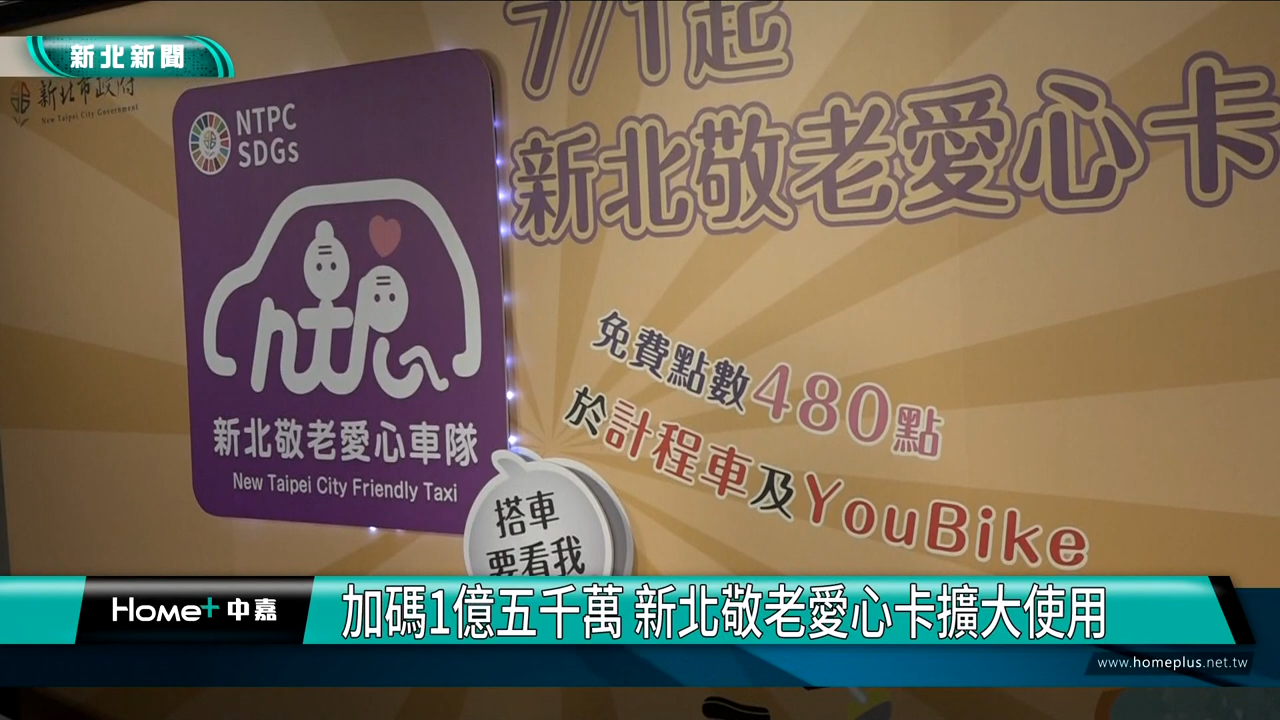 新北新聞
新北市政府
New Taipei City Government
7/1起
新北敬老愛心卡
NTPC
SDGs
新北敬老愛心車隊
New Taipei City Friendly Taxi
免費點數480點
於計程車及YouBike
搭車
要看我
Home+中嘉
加碼1億五千萬 新北敬老愛心卡擴大使用
www.homeplus.net.tw